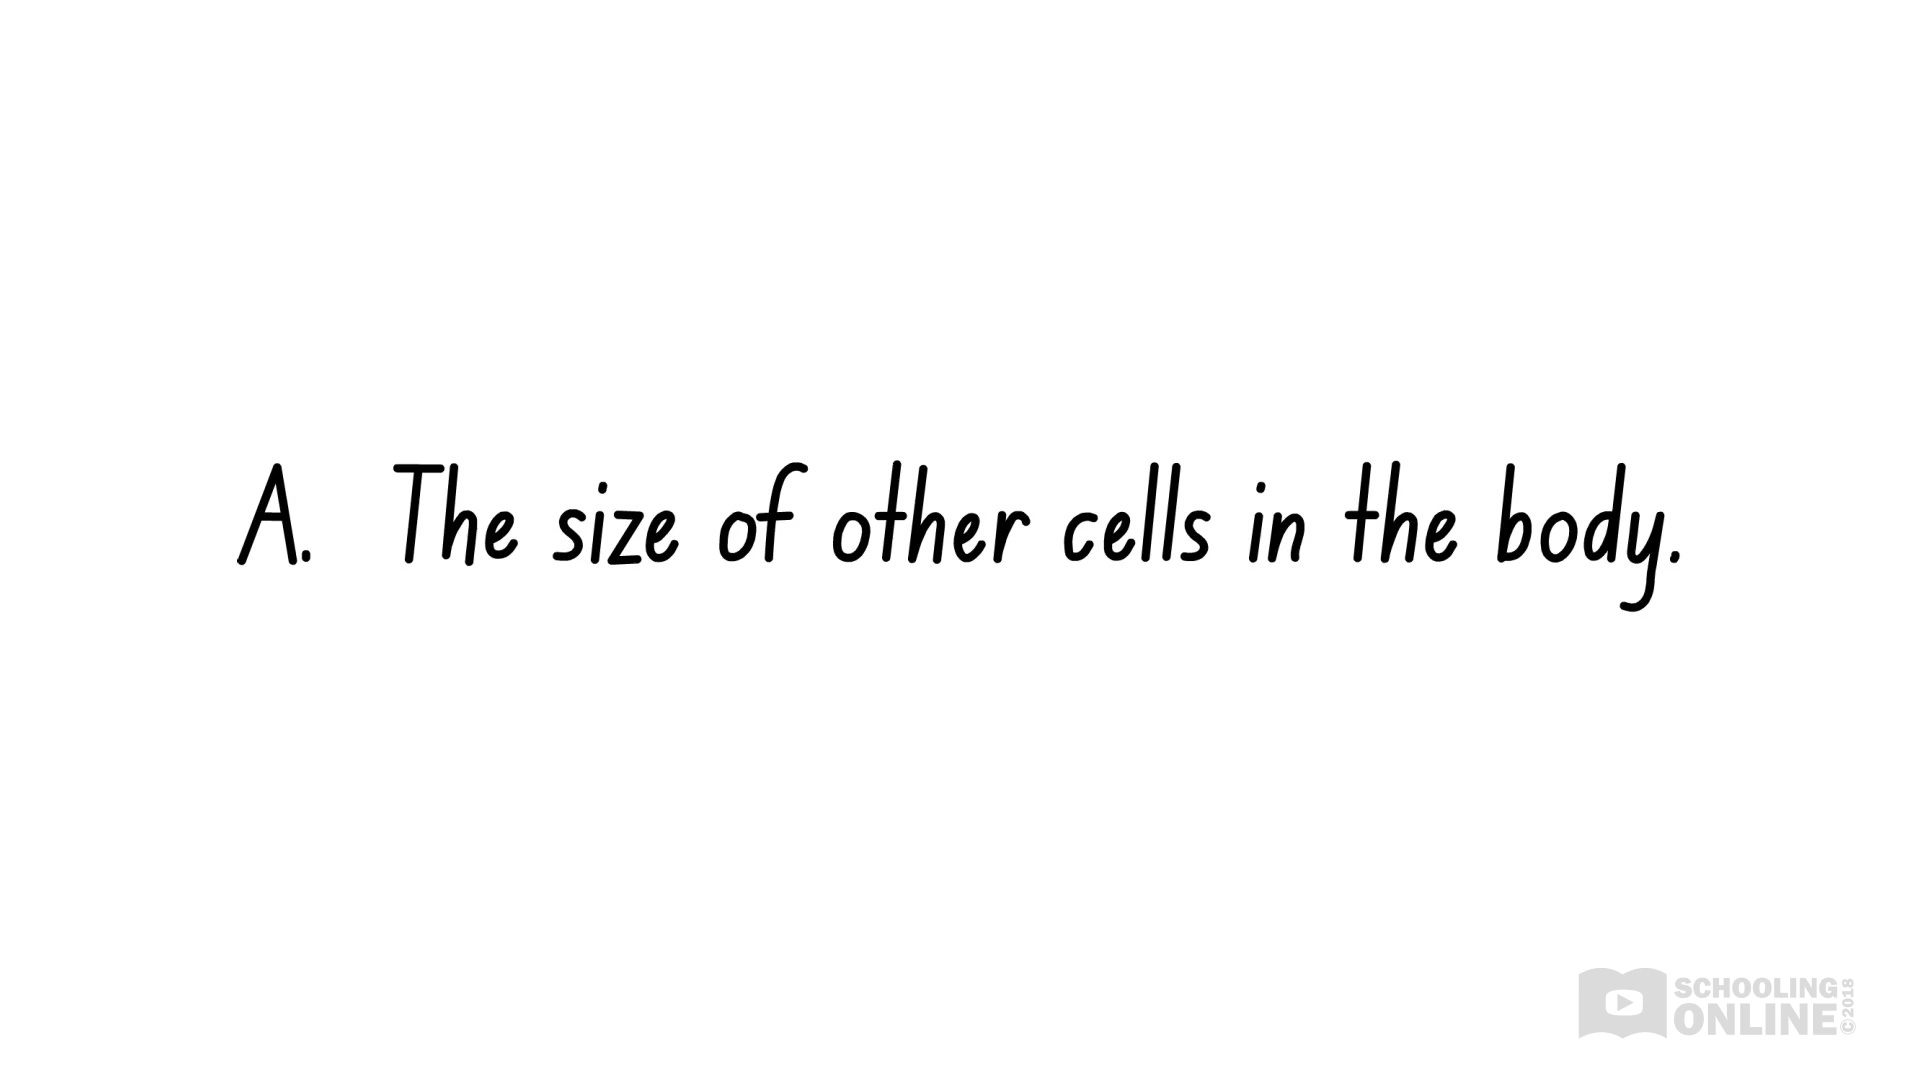 A. The size of other cells in the body.
SCHOOLING
ONLINE
©2018